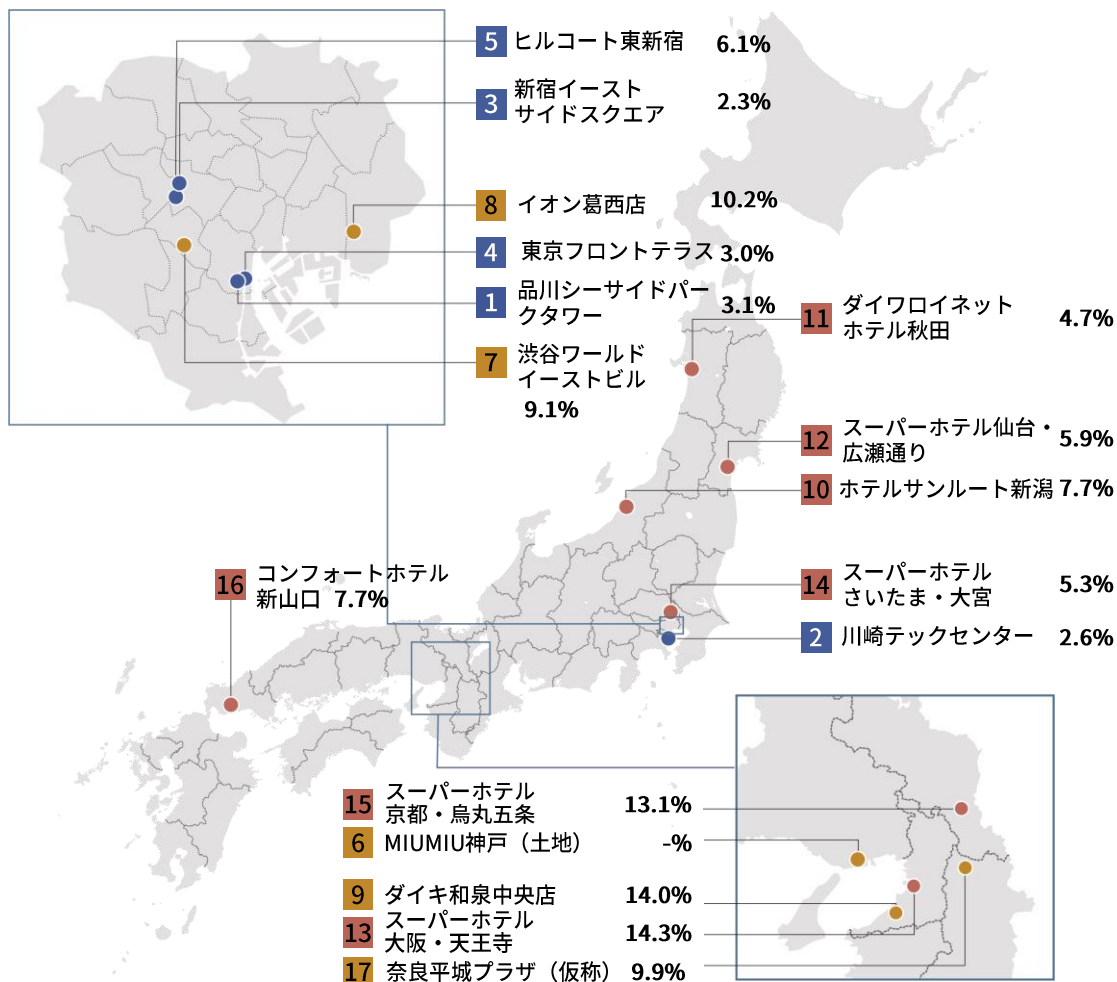 5 ヒルコート東新宿 6.1%
3 新宿イースト
サイドスクエア 2.3%
8 イオン葛西店 10.2%
4 東京フロントテラス 3.0%
1 品川シーサイドパー
クタワー 3.1%
7 渋谷ワールド
イーストビル
9.1%
11 ダイワロイネット
ホテル秋田 4.7%
12 スーパーホテル仙台・
広瀬通り 5.9%
10 ホテルサンルート新潟 7.7%
16 コンフォートホテル
新山口 7.7%
14 スーパーホテル
さいたま・大宮 5.3%
2 川崎テックセンター 2.6%
15 スーパーホテル
京都・烏丸五条 13.1%
6 MIUMIU神戸（土地） -%
9 ダイキ和泉中央店 14.0%
13 スーパーホテル
大阪・天王寺 14.3%
17 奈良平城プラザ（仮称） 9.9%